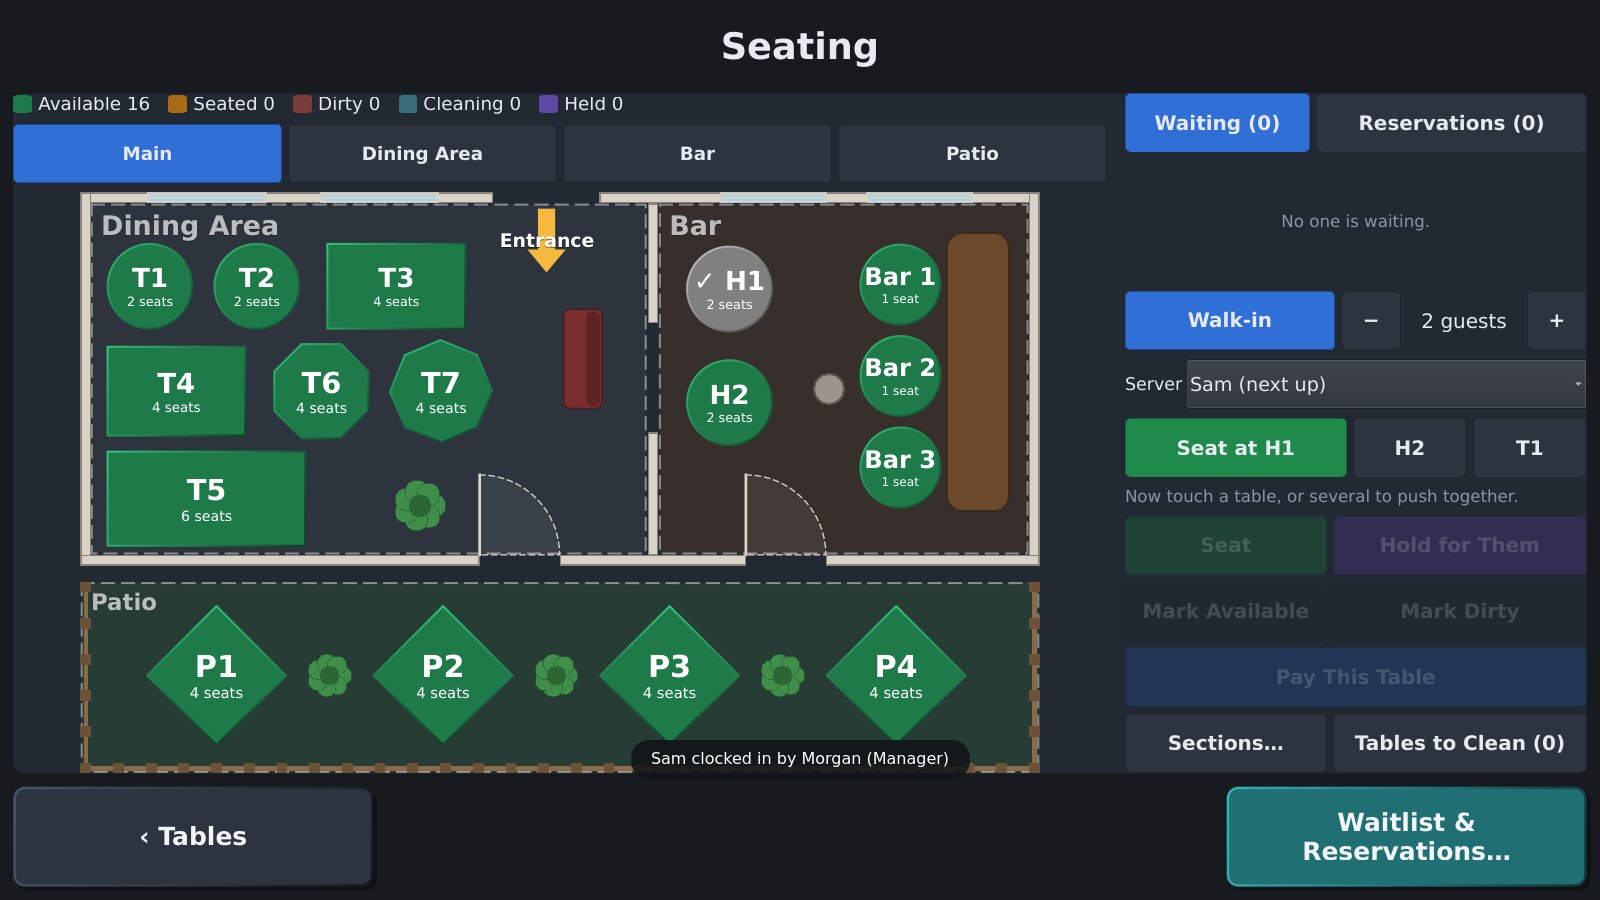 Seating
Available 16 Seated 0 Dirty 0 Cleaning 0 Held 0
Main Dining Area Bar Patio
Waiting (0) Reservations (0)
Dining Area
Entrance
Bar
T1
2 seats
T2
2 seats
T3
4 seats
✓ H1
2 seats
Bar 1
1 seat
No one is waiting.
Walk-in − 2 guests +
T4
4 seats
T6
4 seats
T7
4 seats
H2
2 seats
Bar 2
1 seat
Server Sam (next up)
Seat at H1 H2 T1
T5
6 seats
Bar 3
1 seat
Now touch a table, or several to push together.
Seat Hold for Them
Mark Available Mark Dirty
Patio
P1
4 seats
P2
4 seats
P3
4 seats
P4
4 seats
Pay This Table
Sections... Tables to Clean (0)
Sam clocked in by Morgan (Manager)
‹ Tables
Waitlist &
Reservations...